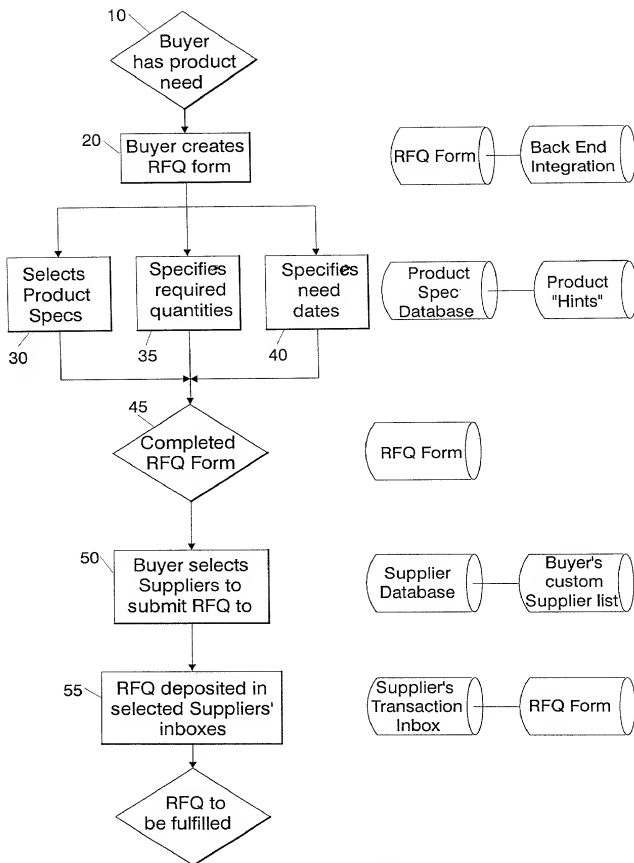 10
Buyer
has product
need
20
Buyer creates
RFQ form
RFQ Form
Back End
Integration
Selects
Product
Specs
30
Specifies
required
quantities
35
Specifies
need
dates
40
Product
Spec
Database
Product
"Hints"
45
Completed
RFQ Form
RFQ Form
50
Buyer selects
Suppliers to
submit RFQ to
Supplier
Database
Buyer's
custom
Supplier list
55
RFQ deposited in
selected Suppliers'
inboxes
Supplier's
Transaction
Inbox
RFQ Form
RFQ to
be fulfilled